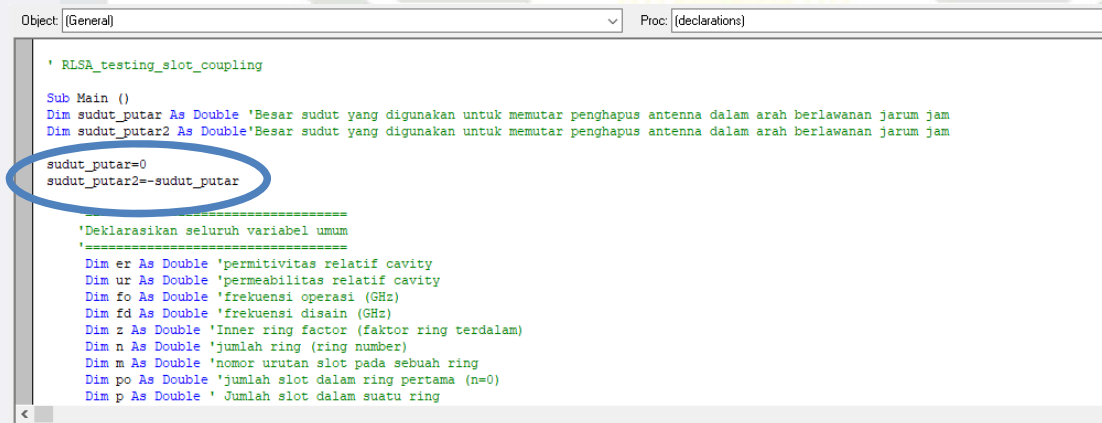 Object: (General) Proc: (declarations)
' RLSA_testing_slot_coupling
Sub Main ()
Dim sudut_putar As Double 'Besar sudut yang digunakan untuk memutar penghapus antenna dalam arah berlawanan jarum jam
Dim sudut_putar2 As Double'Besar sudut yang digunakan untuk memutar penghapus antenna dalam arah berlawanan jarum jam
sudut_putar=0
sudut_putar2=-sudut_putar
'==================================
'Deklarasikan seluruh variabel umum
'==================================
Dim er As Double 'permitivitas relatif cavity
Dim ur As Double 'permeabilitas relatif cavity
Dim fo As Double 'frekuensi operasi (GHz)
Dim fd As Double 'frekuensi disain (GHz)
Dim z As Double 'Inner ring factor (faktor ring terdalam)
Dim n As Double 'jumlah ring (ring number)
Dim m As Double 'nomor urutan slot pada sebuah ring
Dim po As Double 'jumlah slot dalam ring pertama (n=0)
Dim p As Double ' Jumlah slot dalam suatu ring